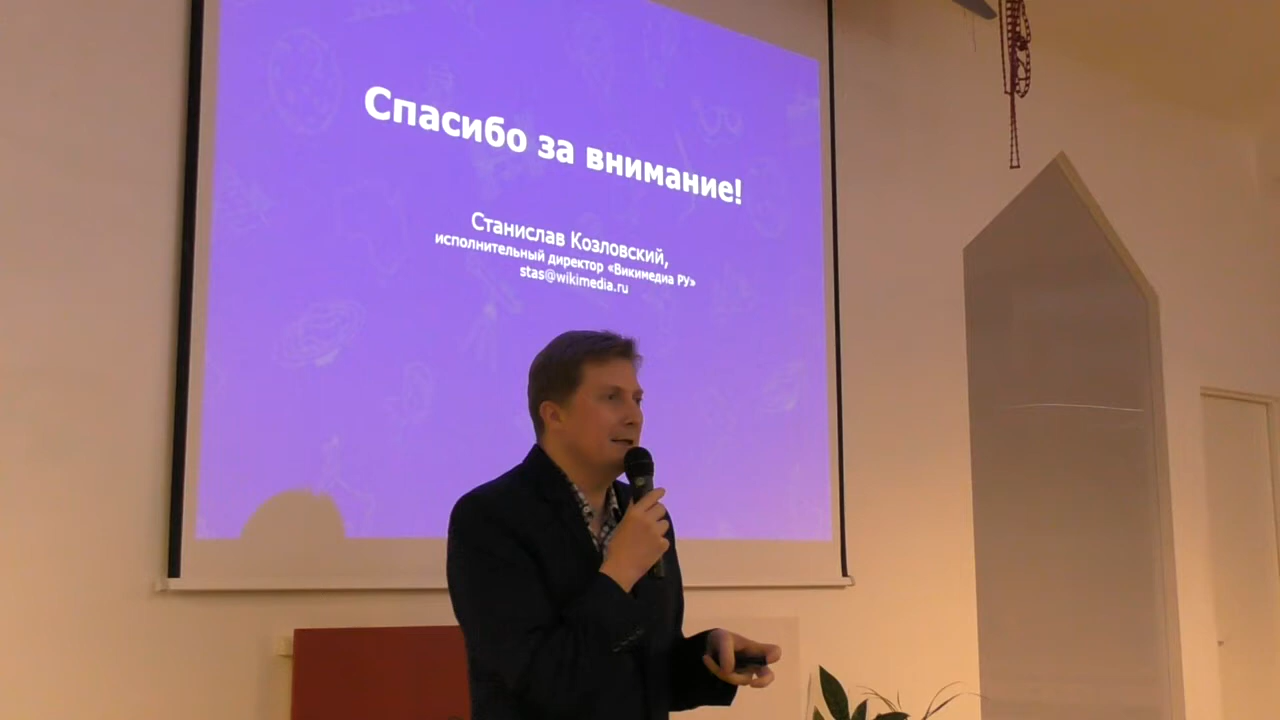 Спасибо за внимание!
Станислав Козловский,
исполнительный директор «Викимедиа РУ»
stas@wikimedia.ru